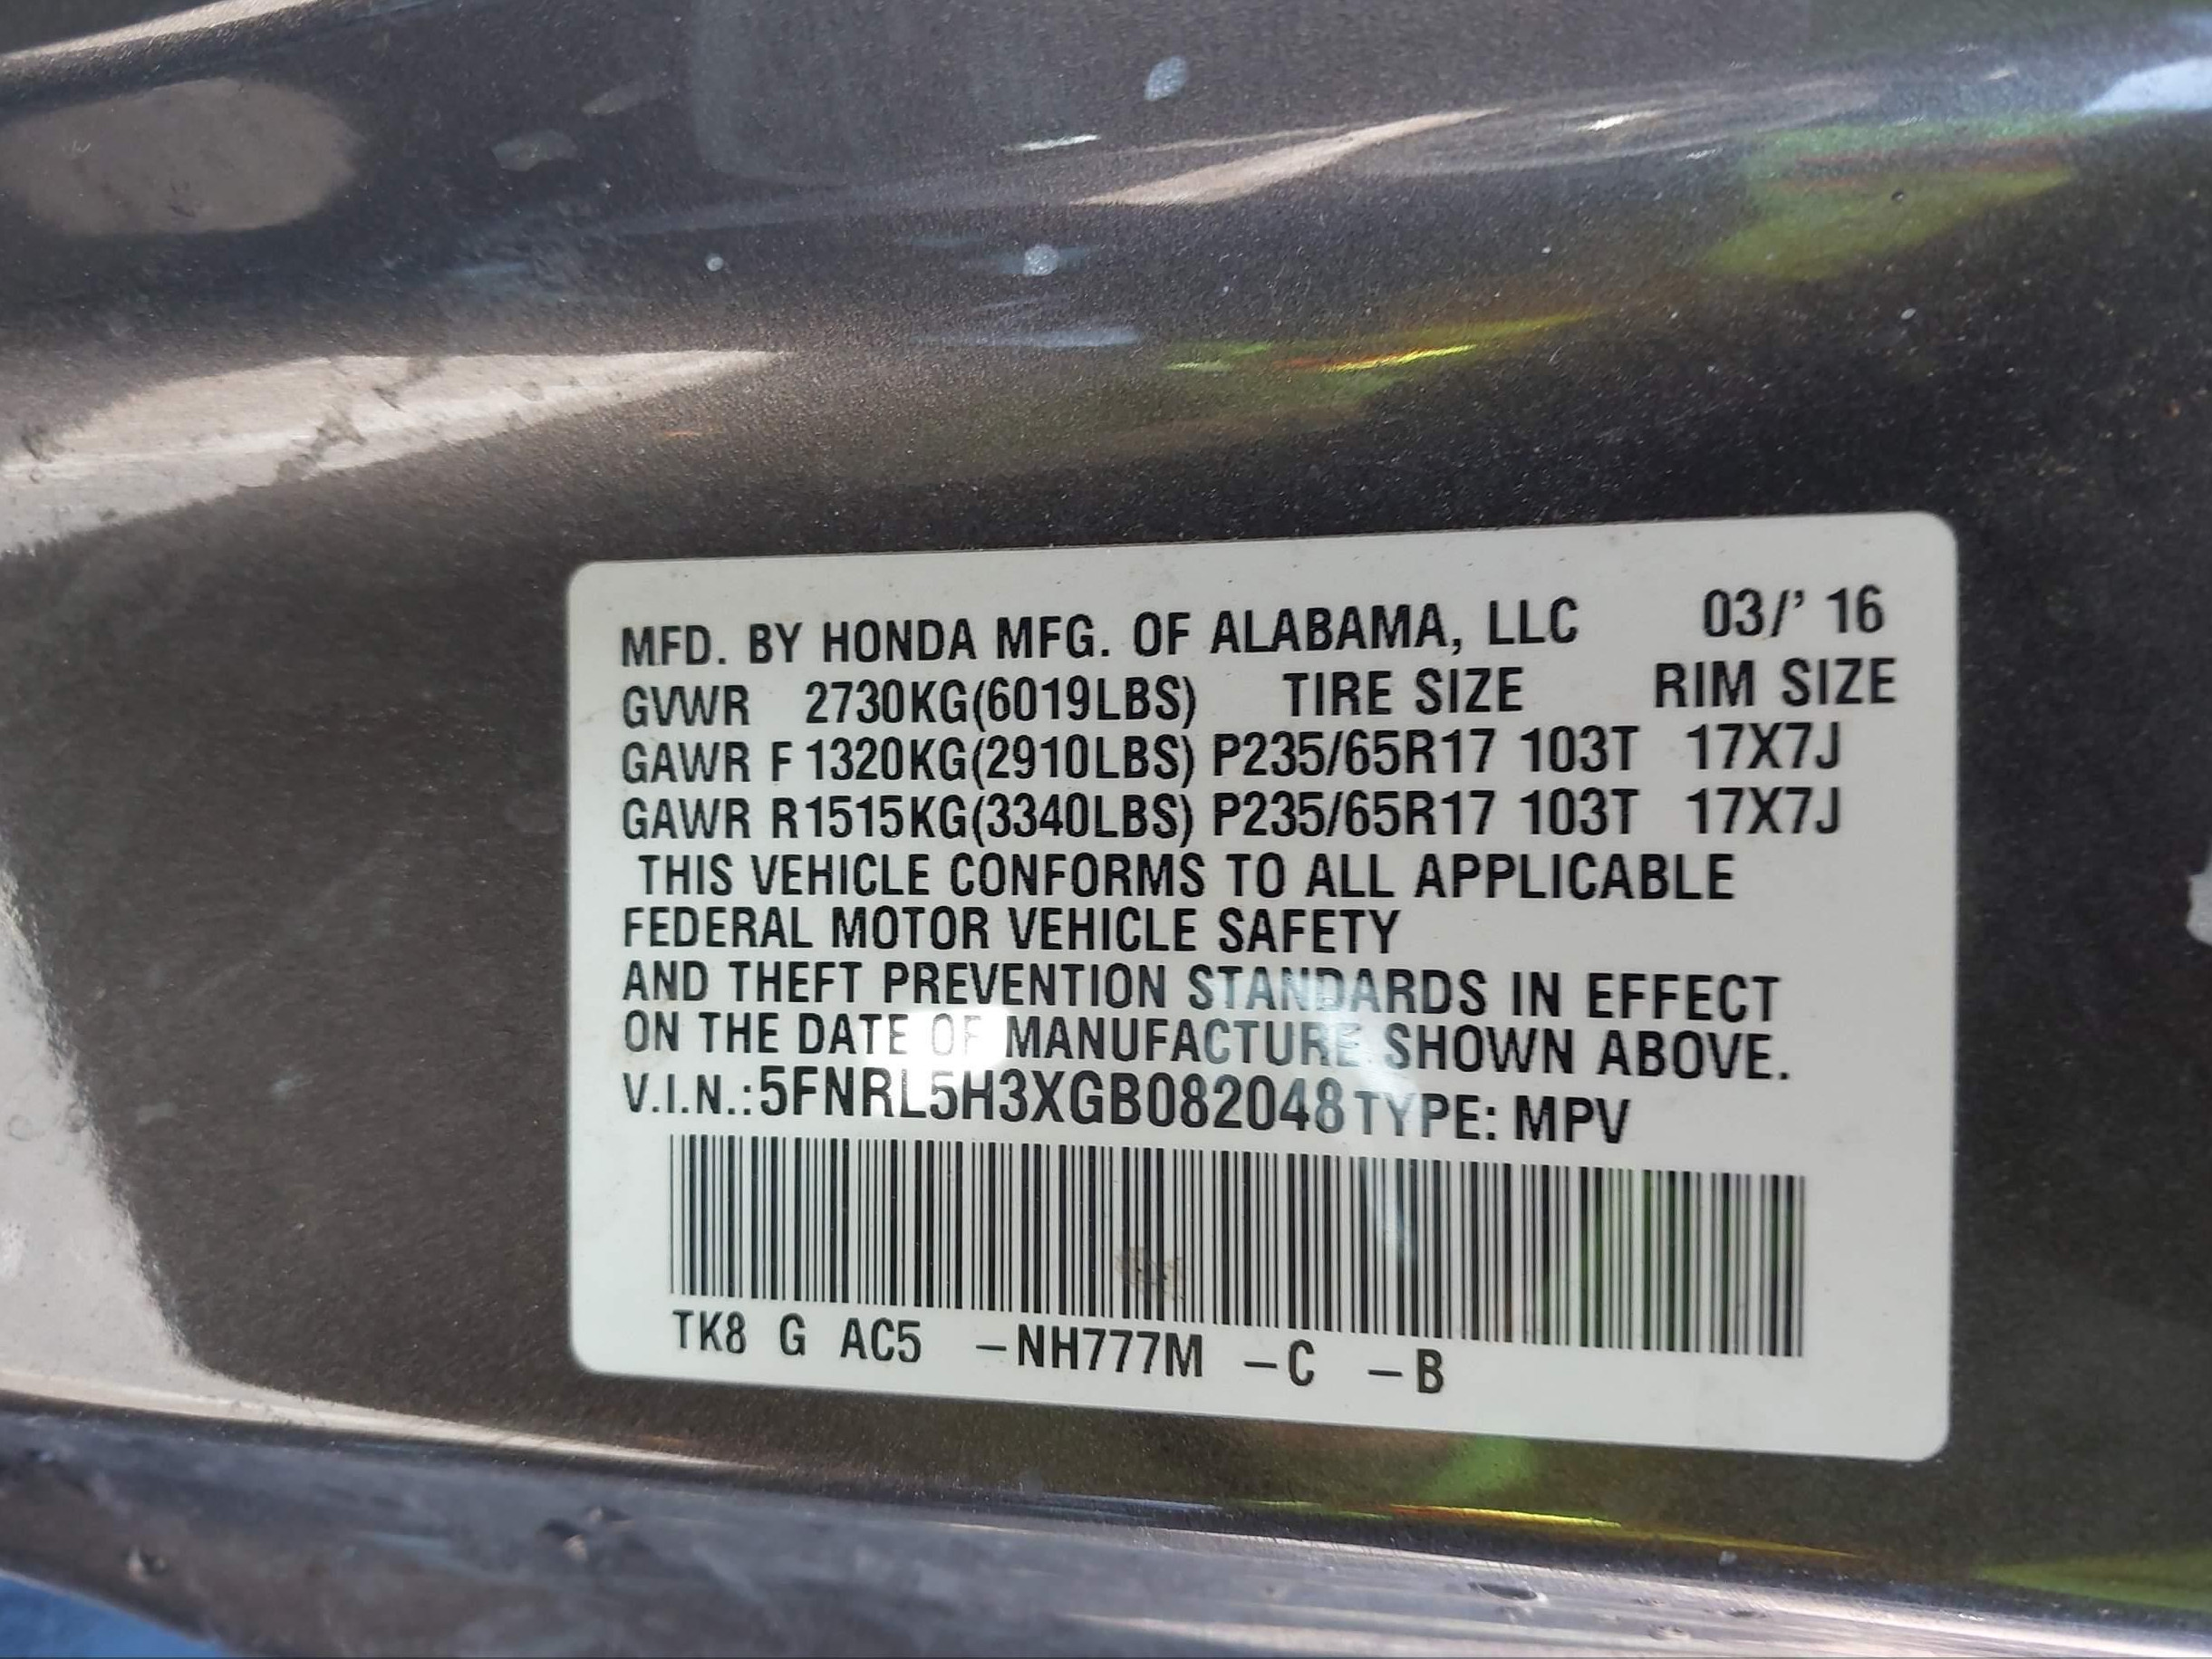 MFD. BY HONDA MFG. OF ALABAMA, LLC 03/' 16
GVWR 2730KG(6019LBS) TIRE SIZE RIM SIZE
GAWR F 1320KG(2910LBS) P235/65R17 103T 17X7J
GAWR R1515KG(3340LBS) P235/65R17 103T 17X7J
THIS VEHICLE CONFORMS TO ALL APPLICABLE
FEDERAL MOTOR VEHICLE SAFETY
AND THEFT PREVENTION STANDARDS IN EFFECT
ON THE DATE OF MANUFACTURE SHOWN ABOVE.
V.I.N.:5FNRL5H3XGB082048 TYPE: MPV
TK8 G AC5 –NH777M –C –B